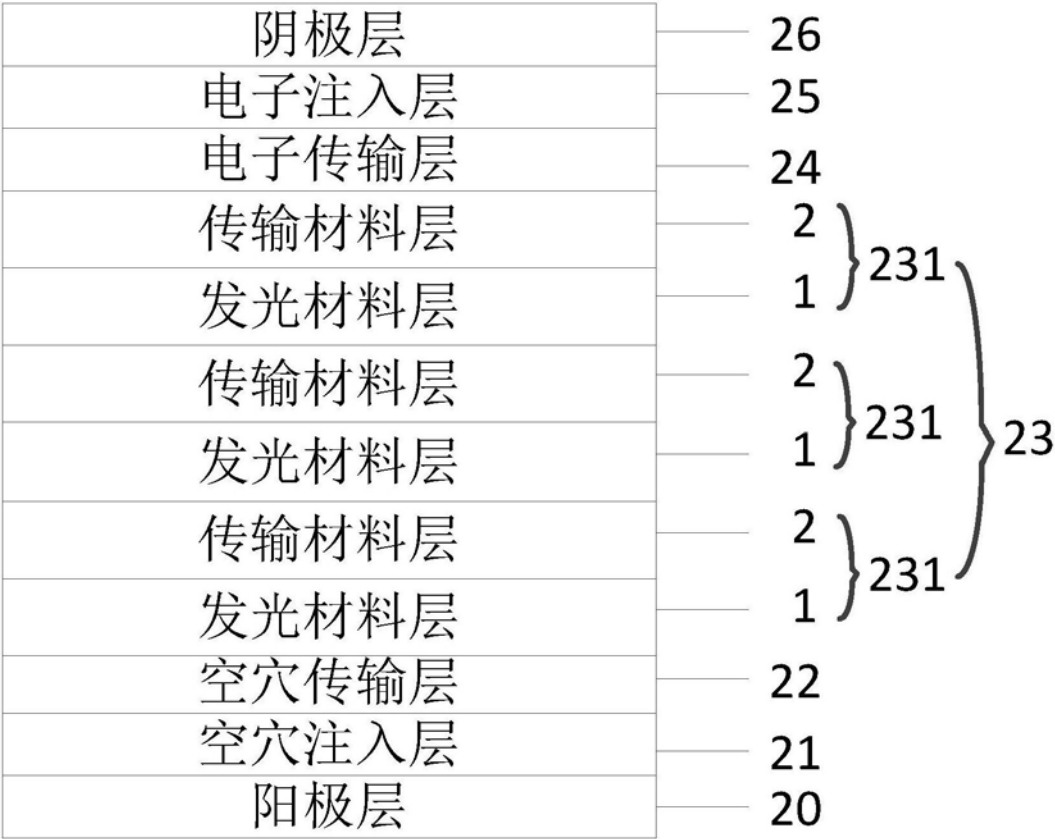 阴极层 26
电子注入层 25
电子传输层 24
传输材料层 2
231
发光材料层 1
传输材料层 2
231
23
发光材料层 1
传输材料层 2
231
发光材料层 1
空穴传输层 22
空穴注入层 21
阳极层 20